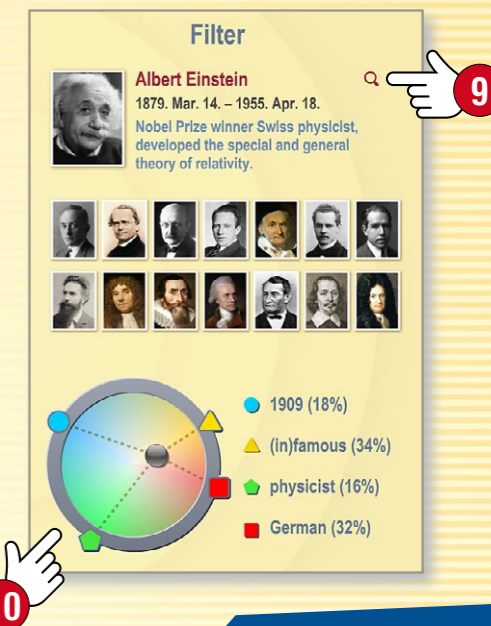 Filter
Albert Einstein
1879. Mar. 14. – 1955. Apr. 18.
Nobel Prize winner Swiss physicist,
developed the special and general
theory of relativity.
9
1909 (18%)
(in)famous (34%)
physicist (16%)
German (32%)
0